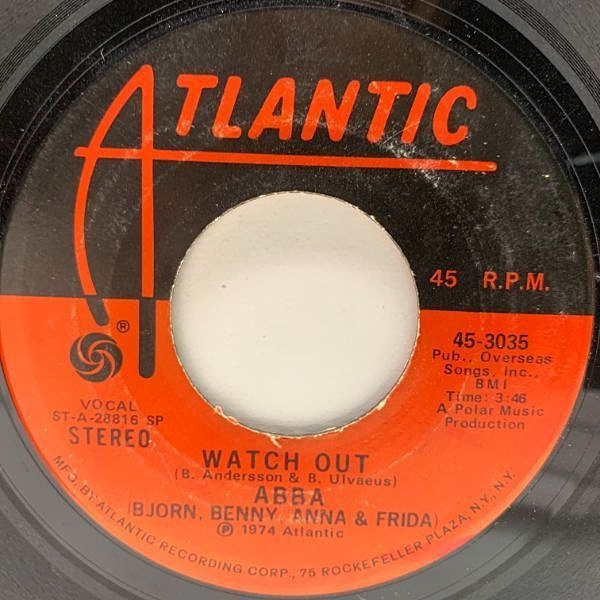 ATLANTIC
®
45 R.P.M.
45-3035
Pub., Overseas
Songs, Inc.,
BMI
Time: 3:46
A Polar Music
Production
VOCAL
ST-A-28816 SP
STEREO
WATCH OUT
(B. Andersson & B. Ulvaeus)
ABBA
(BJORN, BENNY, ANNA & FRIDA)
℗ 1974 Atlantic
MFG. BY ATLANTIC RECORDING CORP., 75 ROCKEFELLER PLAZA, N.Y., N.Y.